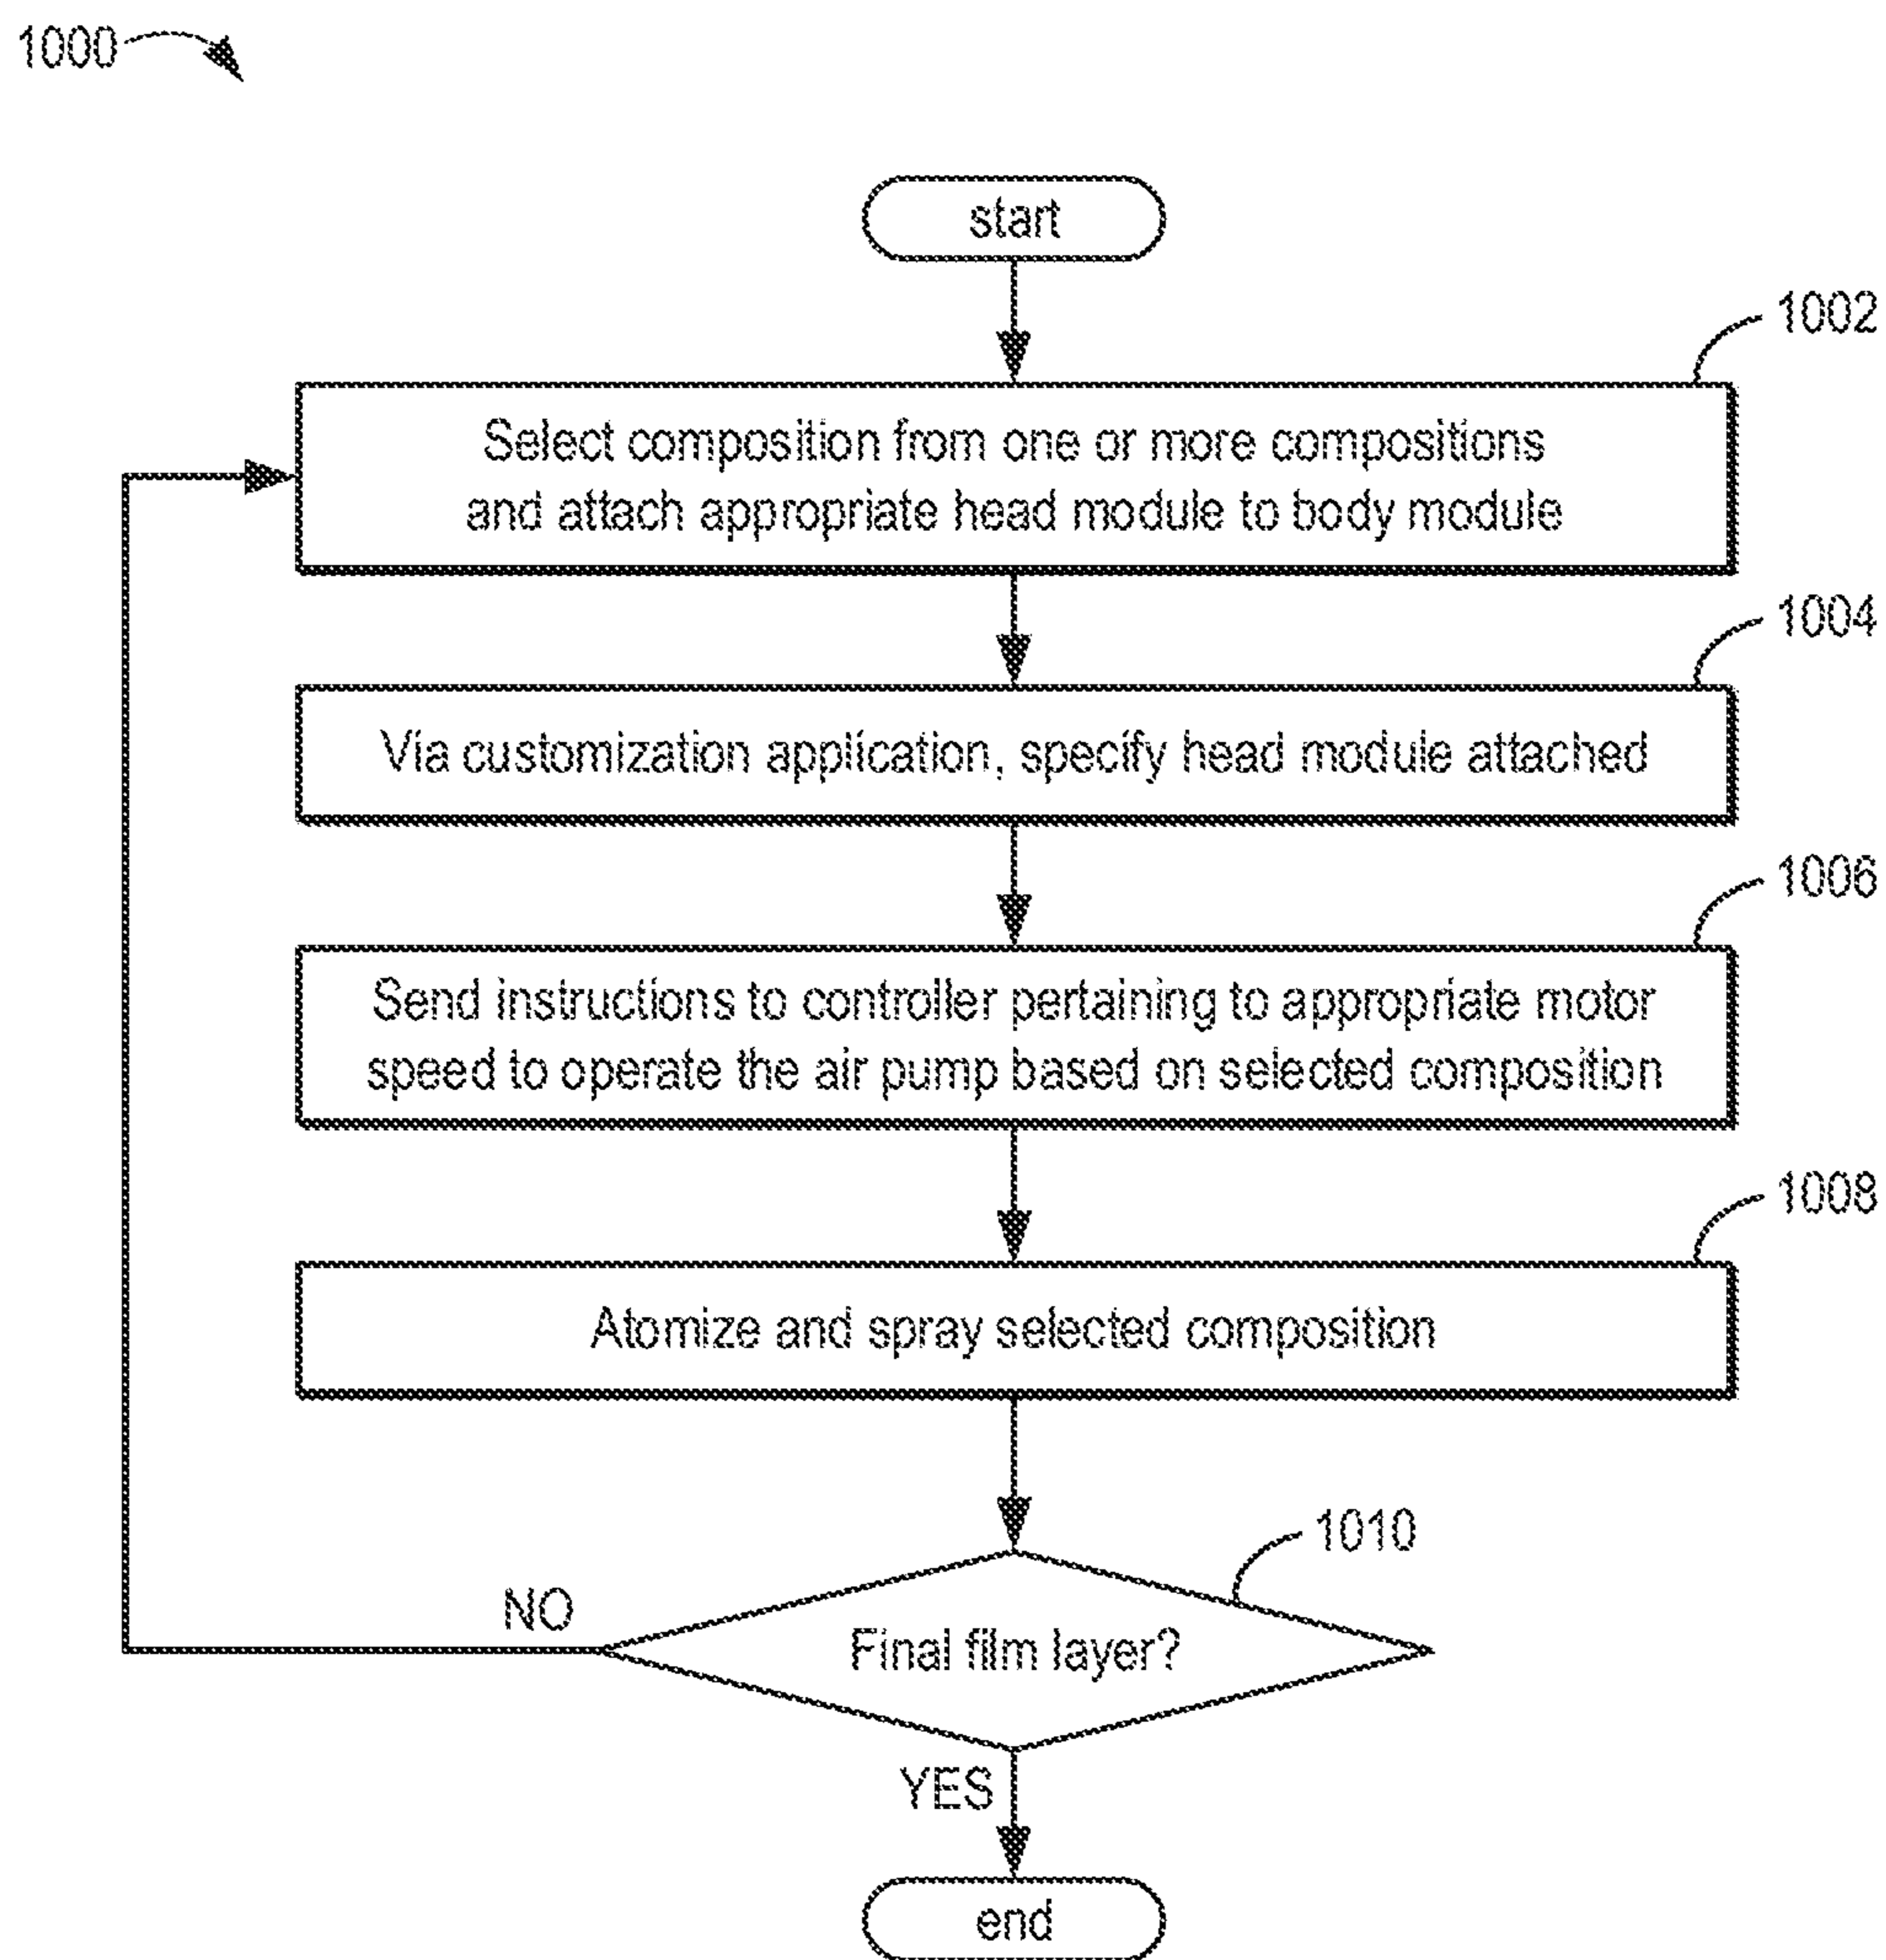 1000
start
1002
Select composition from one or more compositions
and attach appropriate head module to body module
1004
Via customization application, specify head module attached
1006
Send instructions to controller pertaining to appropriate motor
speed to operate the air pump based on selected composition
1008
Atomize and spray selected composition
1010
Final film layer?
NO
YES
end